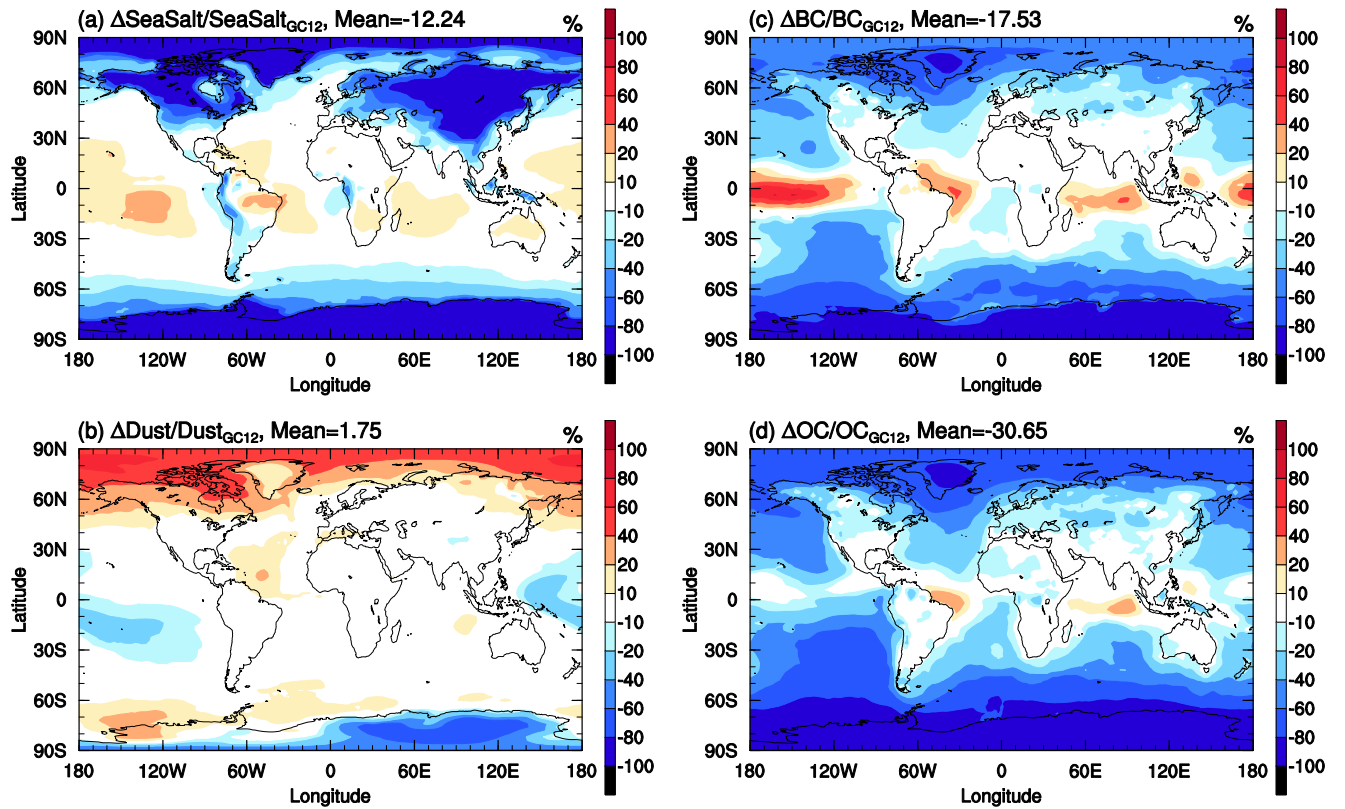 (a) ΔSeaSalt/SeaSaltGC12, Mean=-12.24 %
90N
60N
30N
0
30S
60S
90S
Latitude
180 120W 60W 0 60E 120E 180
Longitude
100
80
60
40
20
10
-10
-20
-40
-60
-80
-100
(c) ΔBC/BCGC12, Mean=-17.53 %
90N
60N
30N
0
30S
60S
90S
Latitude
180 120W 60W 0 60E 120E 180
Longitude
100
80
60
40
20
10
-10
-20
-40
-60
-80
-100
(b) ΔDust/DustGC12, Mean=1.75 %
90N
60N
30N
0
30S
60S
90S
Latitude
180 120W 60W 0 60E 120E 180
Longitude
100
80
60
40
20
10
-10
-20
-40
-60
-80
-100
(d) ΔOC/OCGC12, Mean=-30.65 %
90N
60N
30N
0
30S
60S
90S
Latitude
180 120W 60W 0 60E 120E 180
Longitude
100
80
60
40
20
10
-10
-20
-40
-60
-80
-100